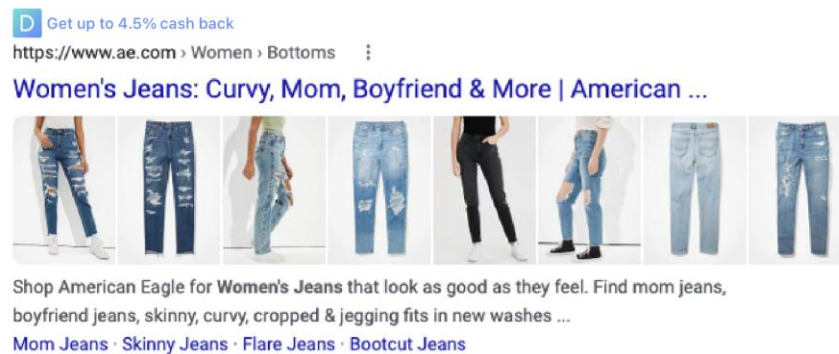 D Get up to 4.5% cash back
https://www.ae.com › Women › Bottoms
Women's Jeans: Curvy, Mom, Boyfriend & More | American ...
Shop American Eagle for Women's Jeans that look as good as they feel. Find mom jeans,
boyfriend jeans, skinny, curvy, cropped & jegging fits in new washes ...
Mom Jeans · Skinny Jeans · Flare Jeans · Bootcut Jeans